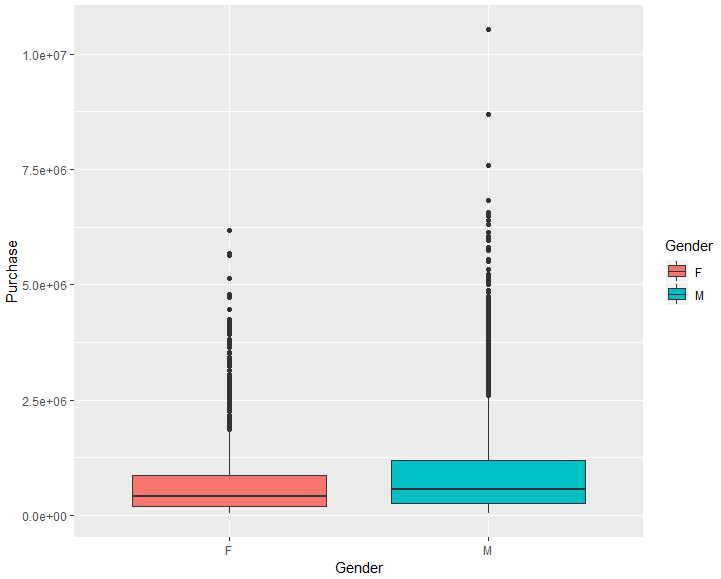 1.0e+07
7.5e+06
5.0e+06
2.5e+06
0.0e+00
Purchase
F
M
Gender
Gender
F
M